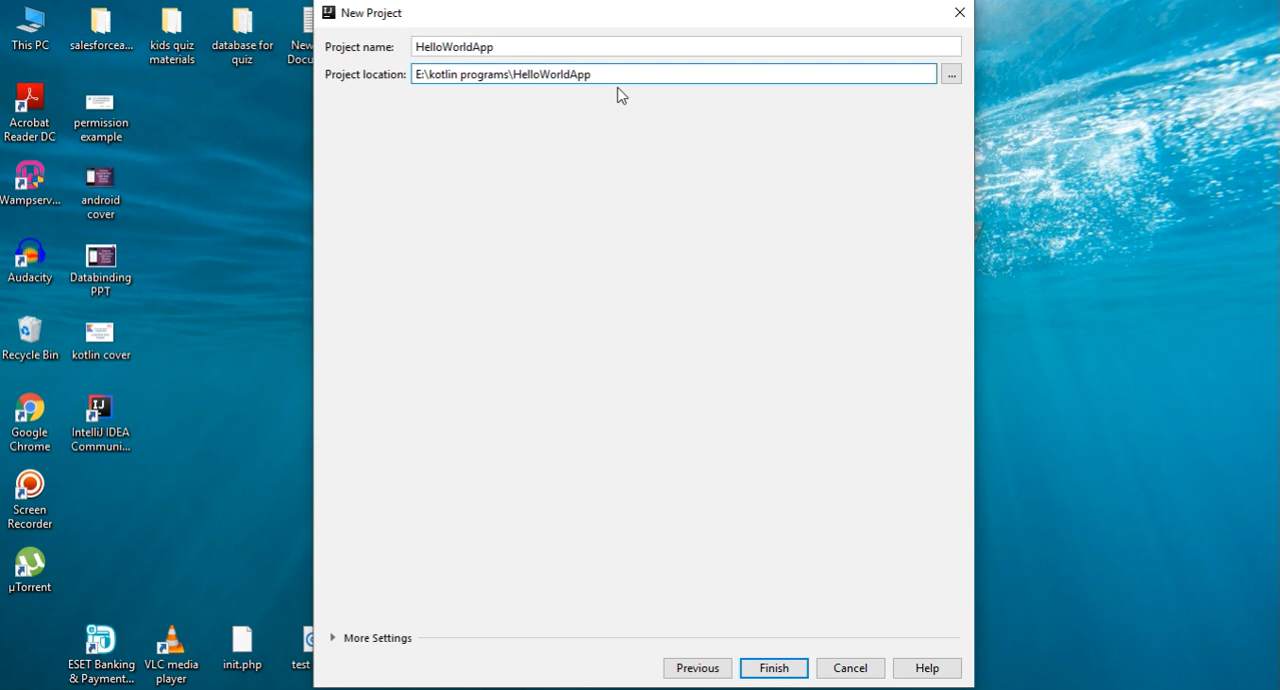 This PC
salesforcea...
kids quiz
materials
database for
quiz
New
Docu...
Acrobat
Reader DC
permission
example
Wampserv...
android
cover
Audacity
Databinding
PPT
Recycle Bin
kotlin cover
Google
Chrome
IntelliJ IDEA
Communi...
Screen
Recorder
µTorrent
ESET Banking
& Payment...
VLC media
player
init.php
test
New Project
Project name:
HelloWorldApp
Project location:
E:\kotlin programs\HelloWorldApp
...
More Settings
Previous
Finish
Cancel
Help